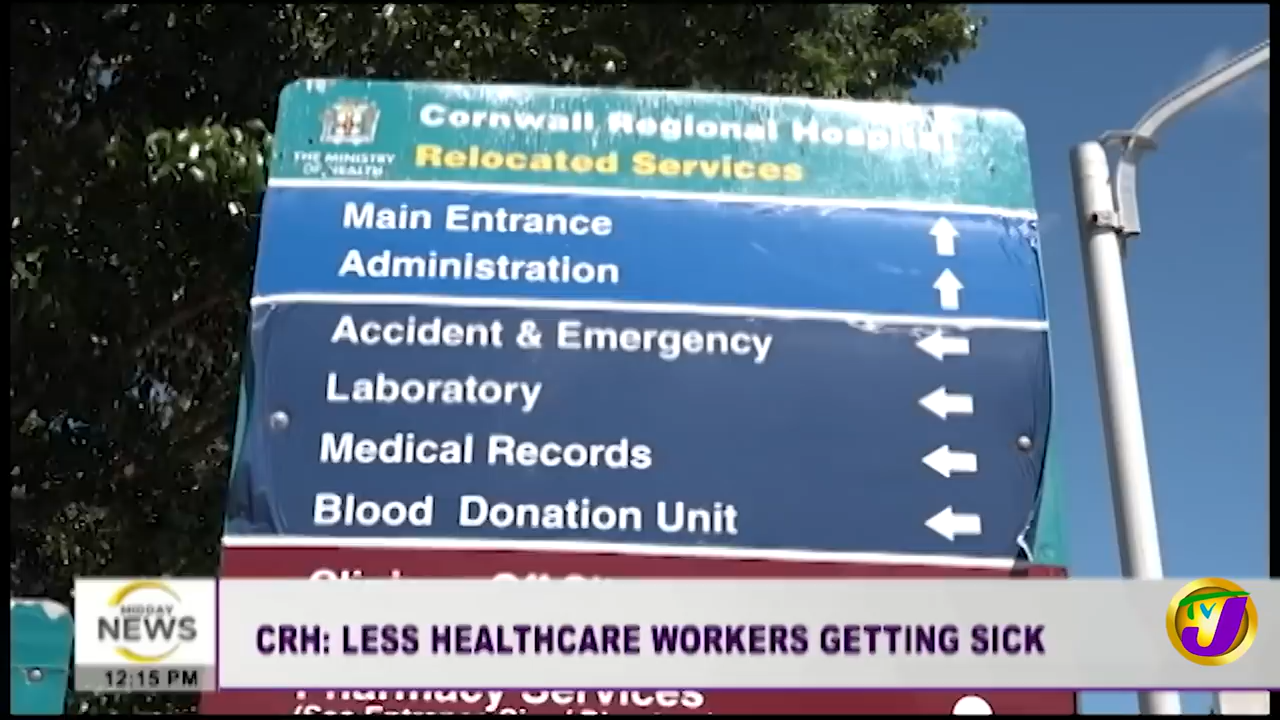 Cornwall Regional Hospital
THE MINISTRY
OF HEALTH
Relocated Services
Main Entrance
Administration
Accident & Emergency
Laboratory
Medical Records
Blood Donation Unit
MIDDAY
NEWS
12:15 PM
CRH: LESS HEALTHCARE WORKERS GETTING SICK
TVJ
Pharmacy Services